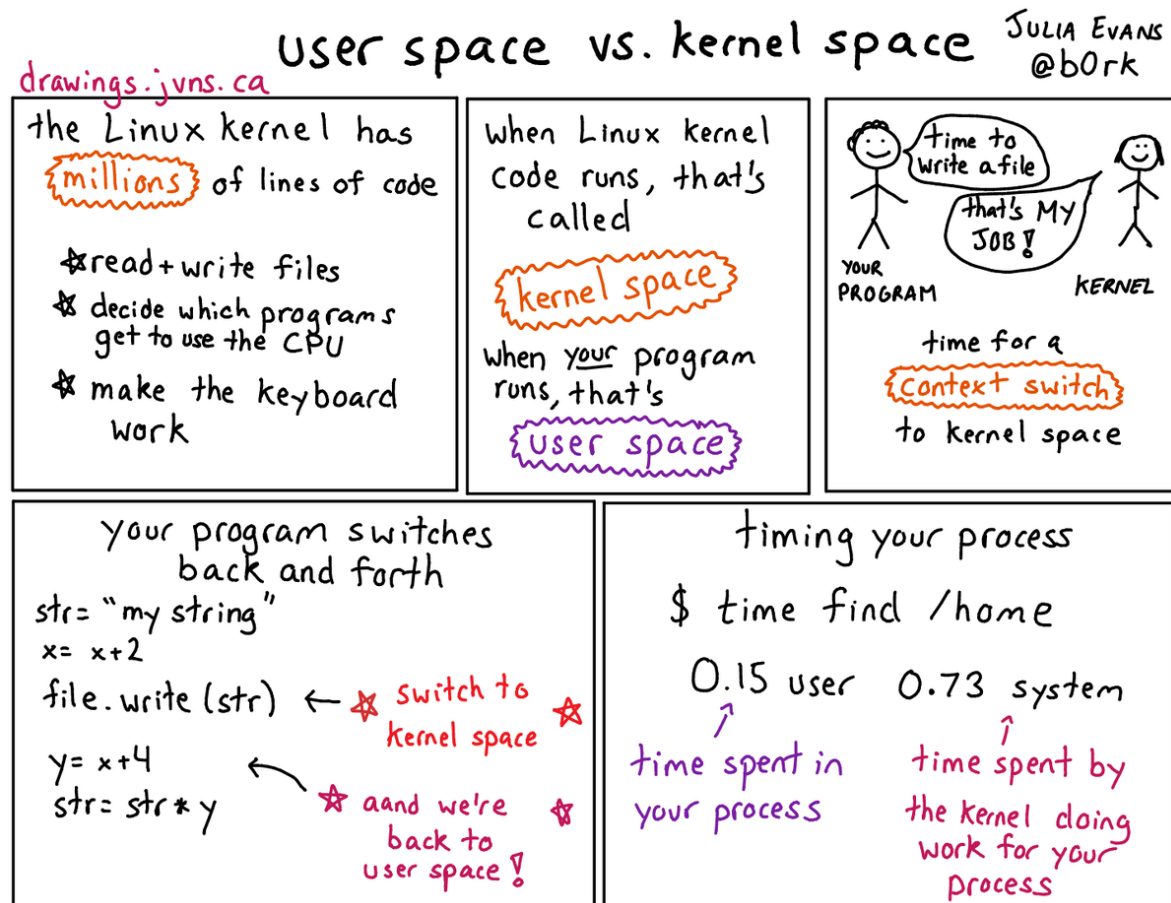 user space vs. kernel space
JULIA EVANS
@b0rk
drawings.jvns.ca
the Linux kernel has
millions of lines of code
☆ read+write files
☆ decide which programs
get to use the CPU
☆ make the keyboard
work
when Linux kernel
code runs, that's
called
kernel space
when your program
runs, that's
user space
time to
write a file
that's MY
JOB!
YOUR
PROGRAM
KERNEL
time for a
context switch
to kernel space
your program switches
back and forth
str= "my string"
x= x+2
file.write(str) ← ☆ switch to ☆
kernel space
y= x+4
str= str*y
☆ aand we're ☆
back to
user space!
timing your process
$ time find /home
0.15 user 0.73 system
time spent in
your process
time spent by
the kernel doing
work for your
process